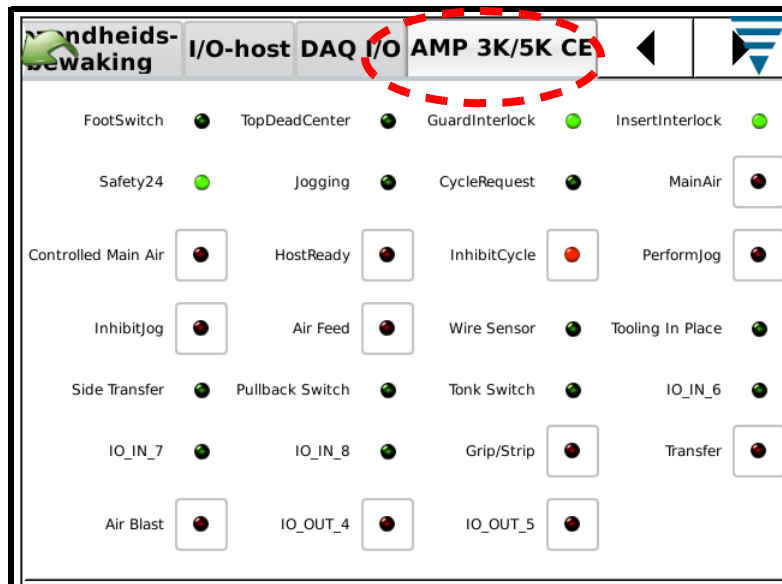 ndheids-
bewaking
I/O-host
DAQ I/O
AMP 3K/5K CE
FootSwitch
TopDeadCenter
GuardInterlock
InsertInterlock
Safety24
Jogging
CycleRequest
MainAir
Controlled Main Air
HostReady
InhibitCycle
PerformJog
InhibitJog
Air Feed
Wire Sensor
Tooling In Place
Side Transfer
Pullback Switch
Tonk Switch
IO_IN_6
IO_IN_7
IO_IN_8
Grip/Strip
Transfer
Air Blast
IO_OUT_4
IO_OUT_5